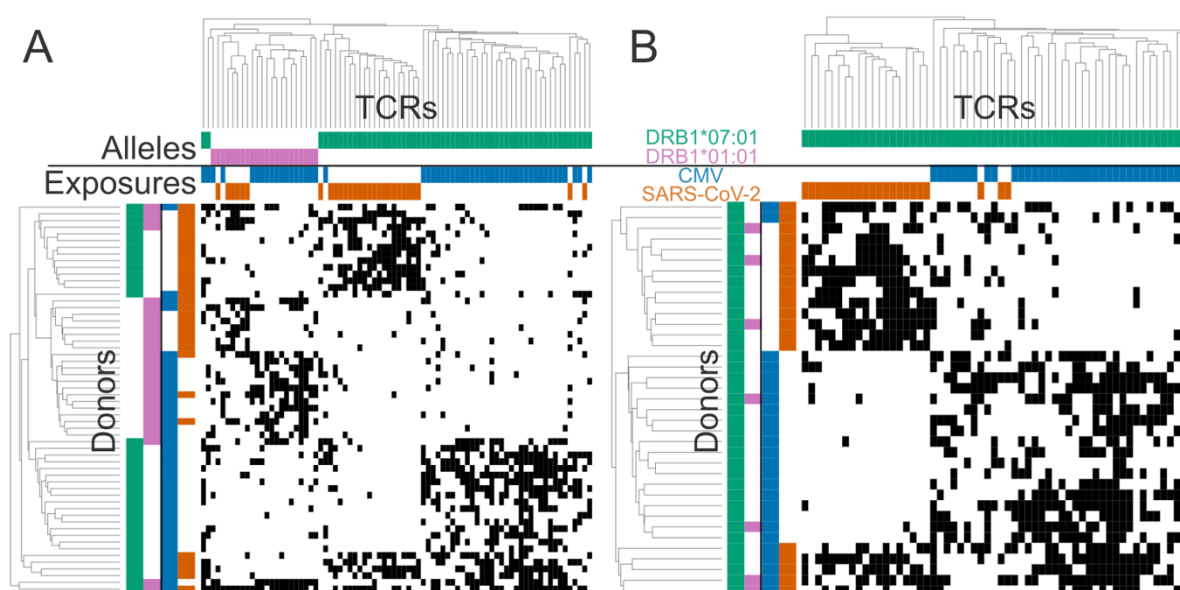 A
B
TCRs
TCRs
Alleles
Exposures
DRB1*07:01
DRB1*01:01
CMV
SARS-CoV-2
Donors
Donors